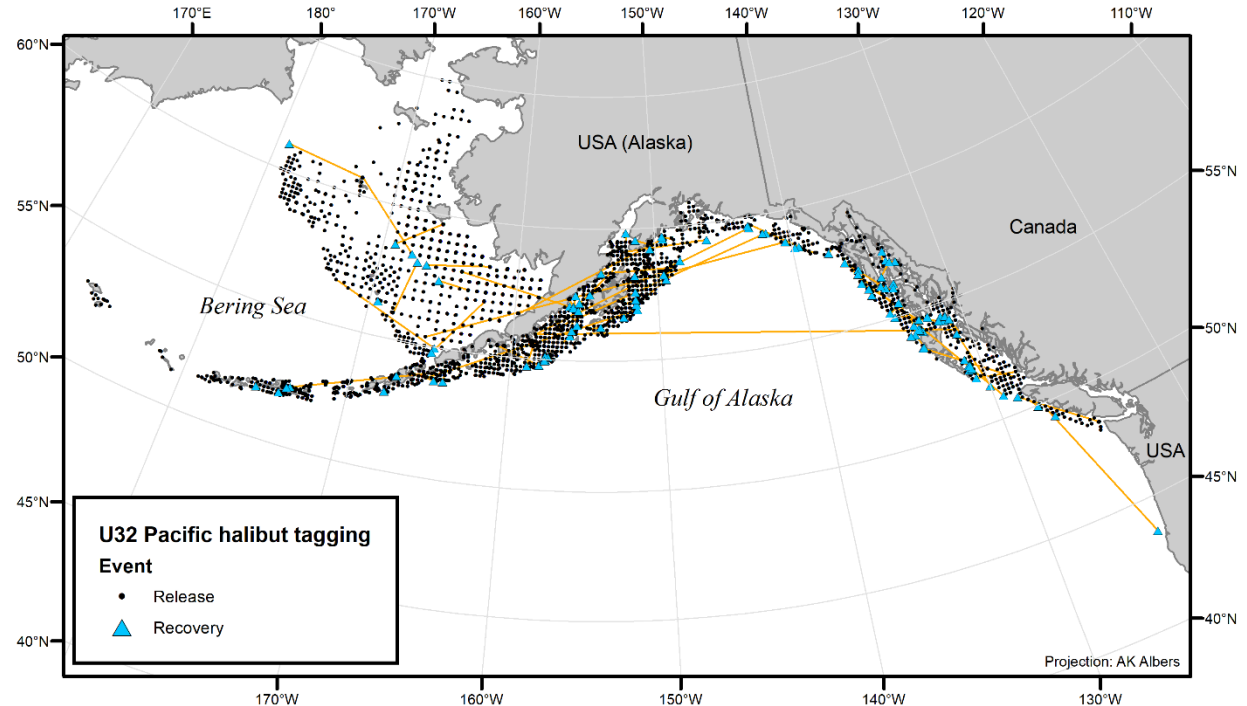 170°E 180° 170°W 160°W 150°W 140°W 130°W 120°W 110°W
60°N
USA (Alaska)
55°N
55°N
Canada
Bering Sea
50°N
50°N
Gulf of Alaska
USA
45°N
45°N
U32 Pacific halibut tagging
Event
Release
Recovery
40°N
40°N
Projection: AK Albers
170°W 160°W 150°W 140°W 130°W